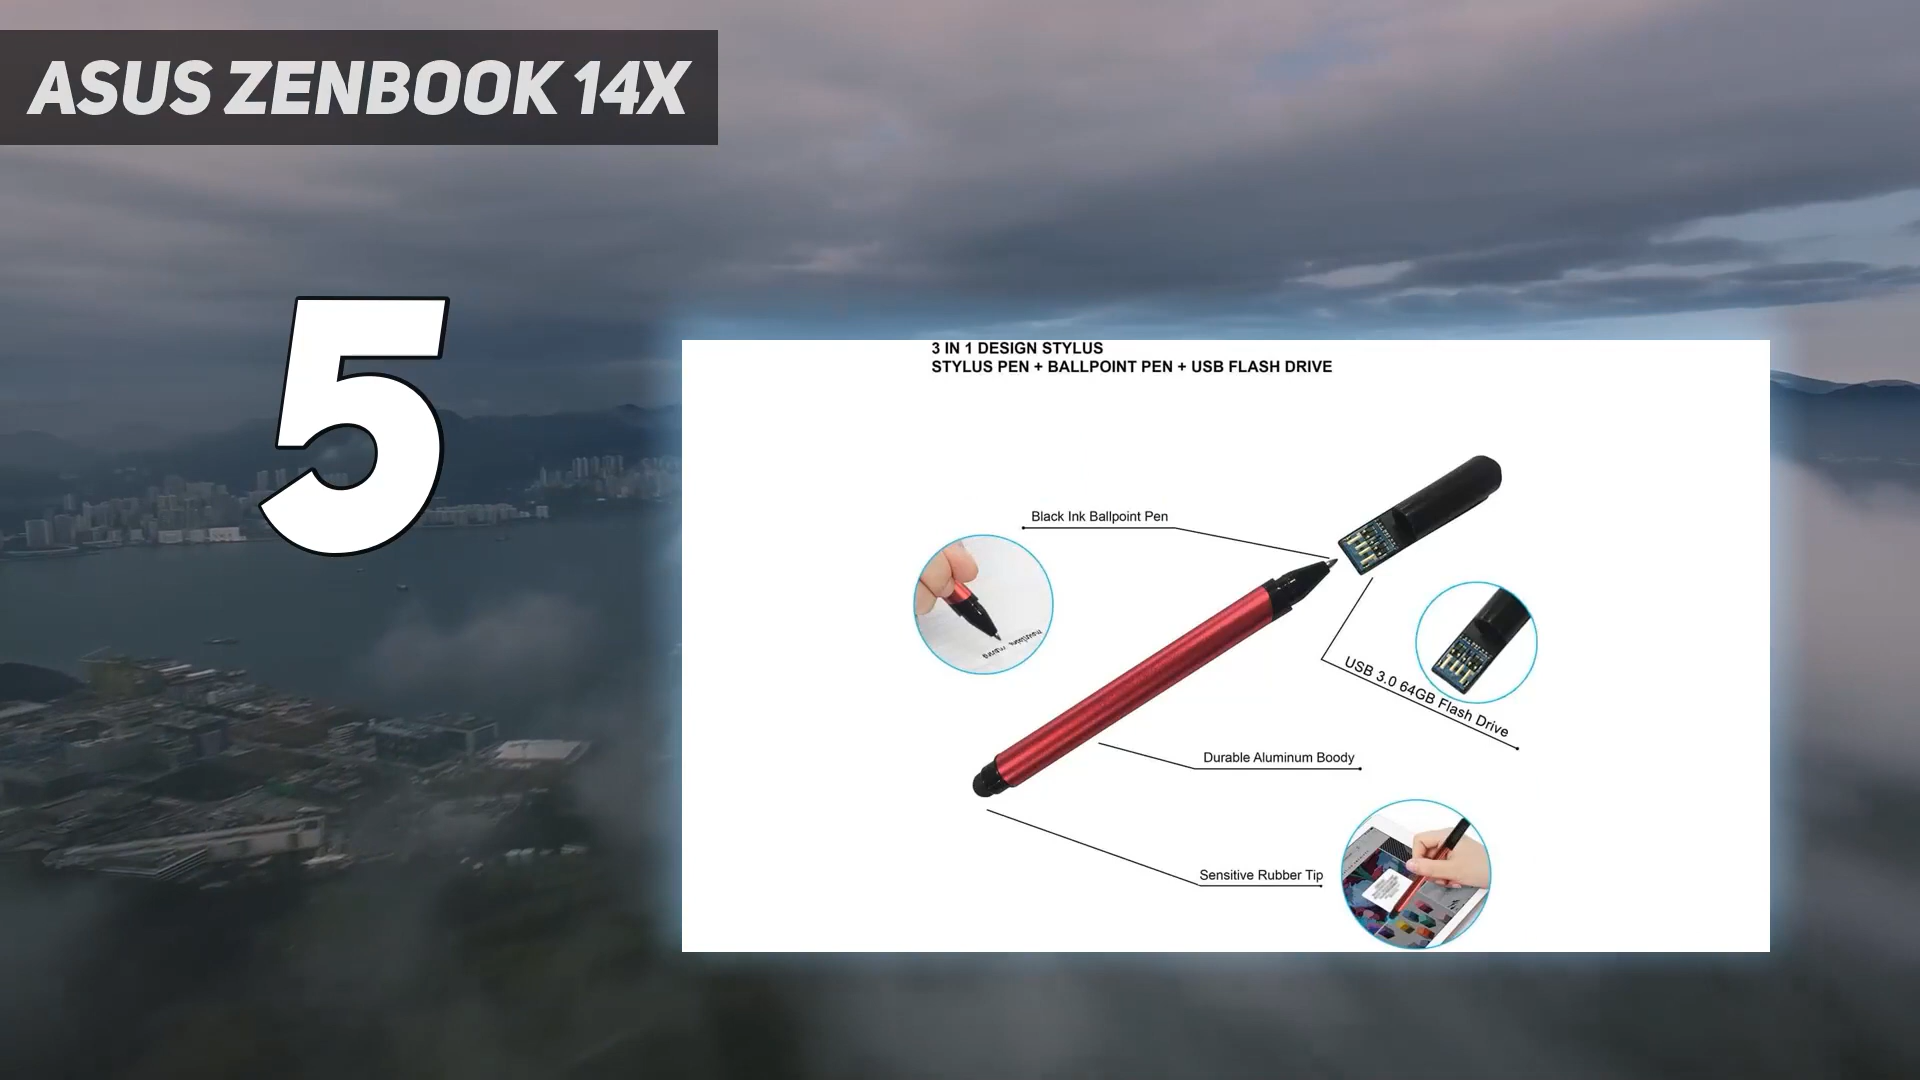 ASUS ZENBOOK 14X
5
3 IN 1 DESIGN STYLUS
STYLUS PEN + BALLPOINT PEN + USB FLASH DRIVE
Black Ink Ballpoint Pen
USB 3.0 64GB Flash Drive
Durable Aluminum Boody
Sensitive Rubber Tip